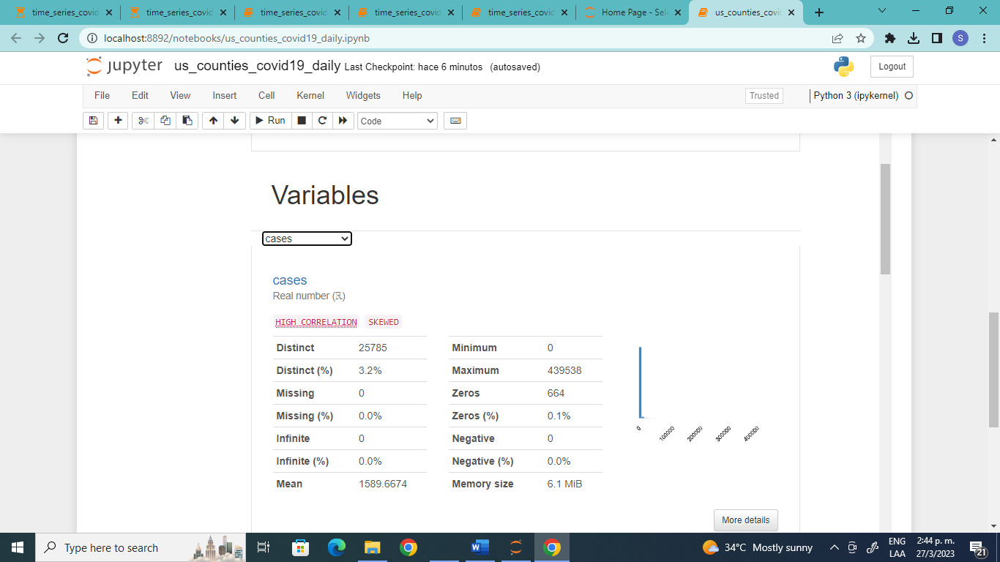 time_series_covid
time_series_covid
time_series_covid
time_series_covid
time_series_covid
Home Page - Sele
us_counties_covid
localhost:8892/notebooks/us_counties_covid19_daily.ipynb
S
jupyter us_counties_covid19_daily Last Checkpoint: hace 6 minutos (autosaved)
Logout
File Edit View Insert Cell Kernel Widgets Help
Trusted
Python 3 (ipykernel)
Run
Code
Variables
cases
cases
Real number (ℝ)
HIGH CORRELATION SKEWED
Distinct 25785
Distinct (%) 3.2%
Missing 0
Missing (%) 0.0%
Infinite 0
Infinite (%) 0.0%
Mean 1589.6674
Minimum 0
Maximum 439538
Zeros 664
Zeros (%) 0.1%
Negative 0
Negative (%) 0.0%
Memory size 6.1 MiB
0 100000 200000 300000 400000
More details
Type here to search
34°C Mostly sunny
ENG
LAA
2:44 p. m.
27/3/2023
21